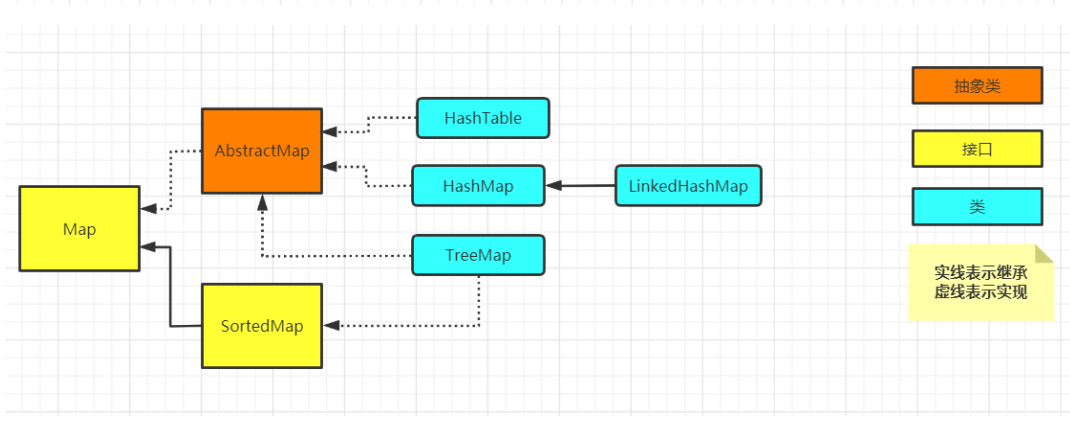 HashTable
AbstractMap
HashMap
LinkedHashMap
Map
TreeMap
SortedMap
抽象类
接口
类
实线表示继承
虚线表示实现